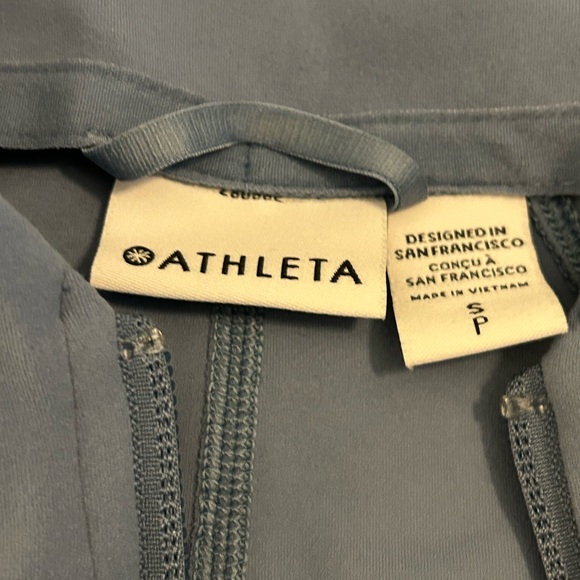 ATHLETA
DESIGNED IN
SAN FRANCISCO
CONÇU À
SAN FRANCISCO
MADE IN VIETNAM
S
P